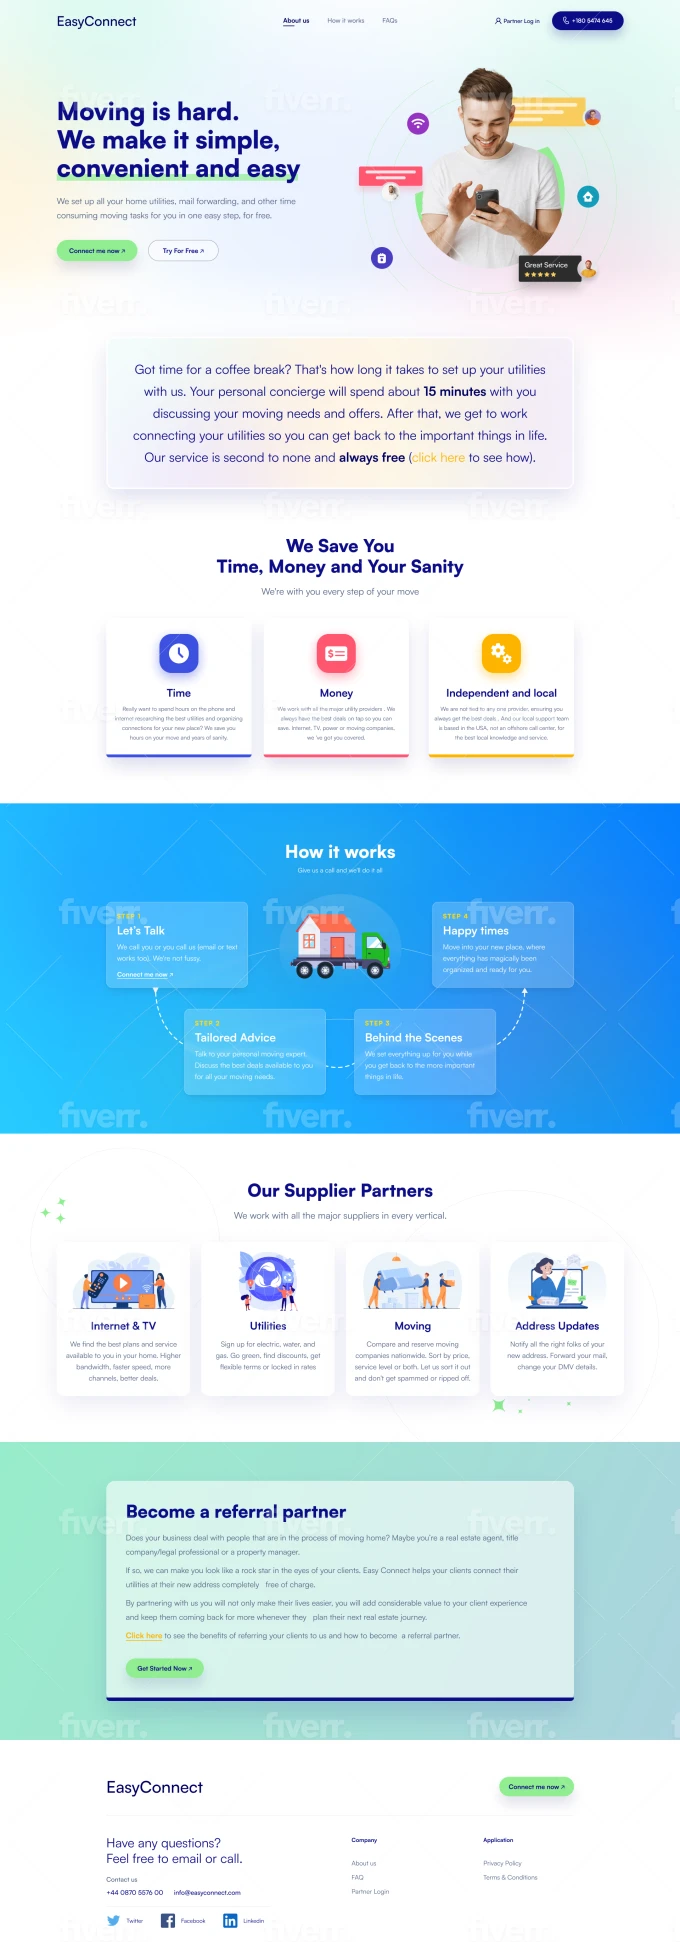 EasyConnect
About us
How it works
FAQs
Partner Log in
+180 5474 645
Moving is hard.
We make it simple,
convenient and easy
We set up all your home utilities, mail forwarding, and other time
consuming moving tasks for you in one easy step, for free.
Connect me now
Try For Free
Great Service
fiverr.
Got time for a coffee break? That's how long it takes to set up your utilities
with us. Your personal concierge will spend about 15 minutes with you
discussing your moving needs and offers. After that, we get to work
connecting your utilities so you can get back to the important things in life.
Our service is second to none and always free (click here to see how).
We Save You
Time, Money and Your Sanity
We're with you every step of your move
Time
Really want to spend hours on the phone and
internet researching the best utilities and organizing
connections for your new place? We save you
hours on your move and years of sanity.
Money
We work with all the major utility providers . We
always have the best deals on tap so you can
save. Internet, TV, power or moving companies,
we 've got you covered.
Independent and local
We are not tied to any one provider, ensuring you
always get the best deals . And our local support team
is based in the USA, not an offshore call center, for
the best local knowledge and service.
How it works
Give us a call and we'll do it all
STEP 1
Let's Talk
We call you or you call us (email or text
works too). We're not fussy.
Connect me now
STEP 4
Happy times
Move into your new place, where
everything has magically been
organized and ready for you.
STEP 2
Tailored Advice
Talk to your personal moving expert.
Discuss the best deals available to you
for all your moving needs.
STEP 3
Behind the Scenes
We set everything up for you while
you get back to the more important
things in life.
Our Supplier Partners
We work with all the major suppliers in every vertical.
Internet & TV
We find the best plans and service
available to you in your home. Higher
bandwidth, faster speed, more
channels, better deals.
Utilities
Sign up for electric, water, and
gas. Go green, find discounts, get
flexible terms or locked in rates
Moving
Compare and reserve moving
companies nationwide. Sort by price,
service level or both. Let us sort it out
and don't get spammed or ripped off.
Address Updates
Notify all the right folks of your
new address. Forward your mail,
change your DMV details.
Become a referral partner
Does your business deal with people that are in the process of moving home? Maybe you're a real estate agent, title
company/legal professional or a property manager.
If so, we can make you look like a rock star in the eyes of your clients. Easy Connect helps your clients connect their
utilities at their new address completely free of charge.
By partnering with us you will not only make their lives easier, you will add considerable value to your client experience
and keep them coming back for more whenever they plan their next real estate journey.
Click here to see the benefits of referring your clients to us and how to become a referral partner.
Get Started Now
EasyConnect
Connect me now
Have any questions?
Feel free to email or call.
Contact us
+44 0870 5576 00
info@easyconnect.com
Twitter
Facebook
Linkedin
Company
About us
FAQ
Partner Login
Application
Privacy Policy
Terms & Conditions